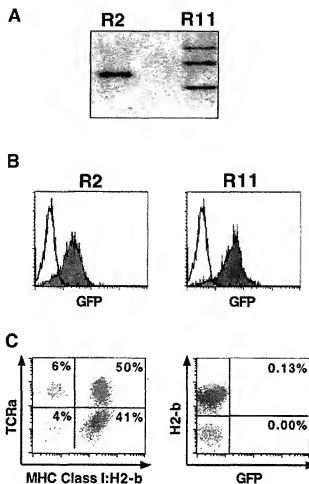 A
R2 R11
B
R2 R11
GFP GFP
C
6% 50%
4% 41%
TCRa
MHC Class I:H2-b
0.13%
0.00%
H2-b
GFP